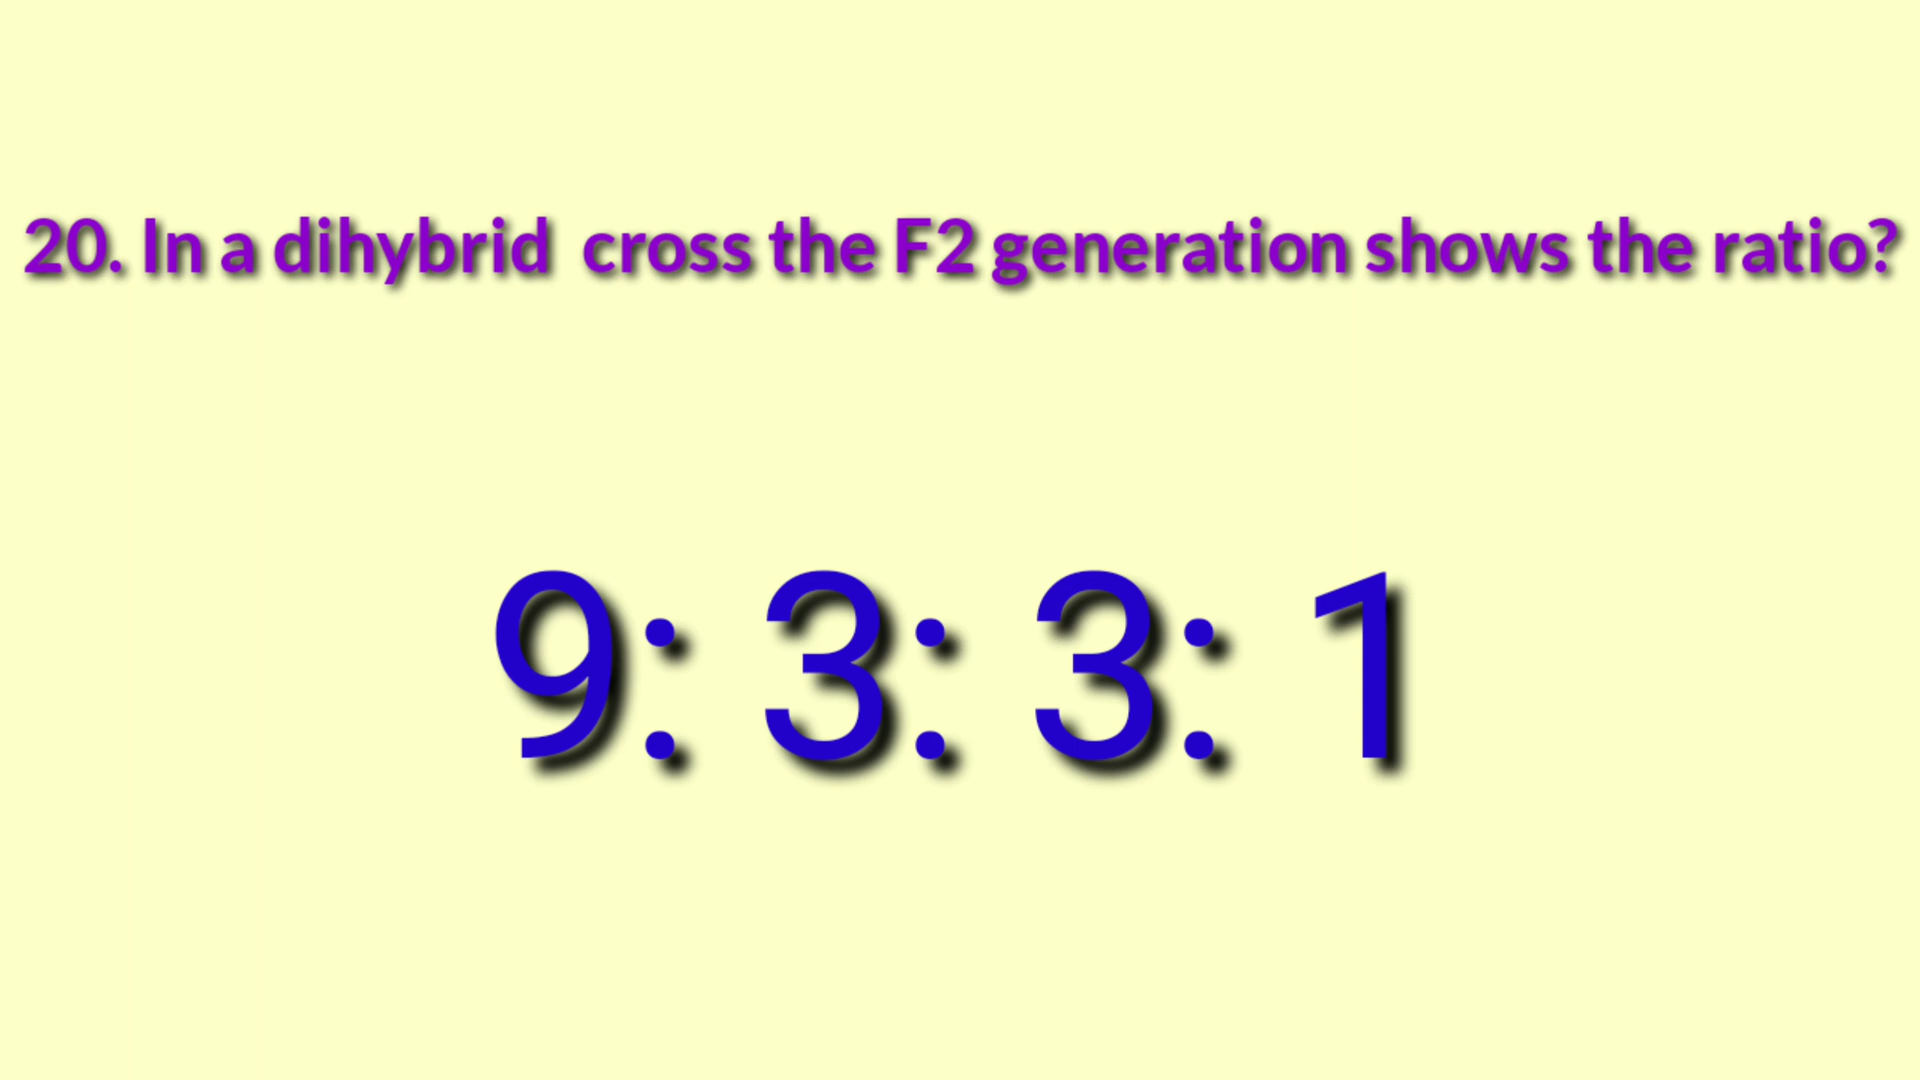 20. In a dihybrid  cross the F2 generation shows the ratio?
9: 3: 3: 1